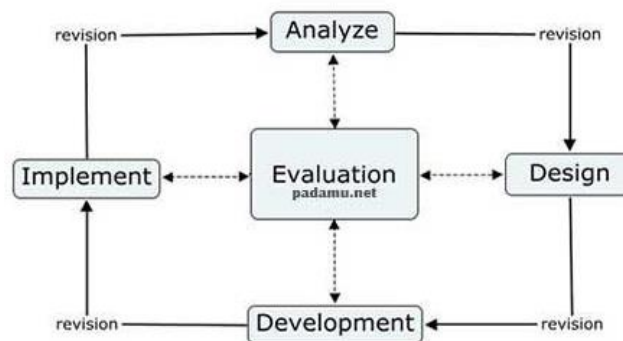 revision
Analyze
revision
Implement
Evaluation
padamu.net
Design
revision
Development
revision